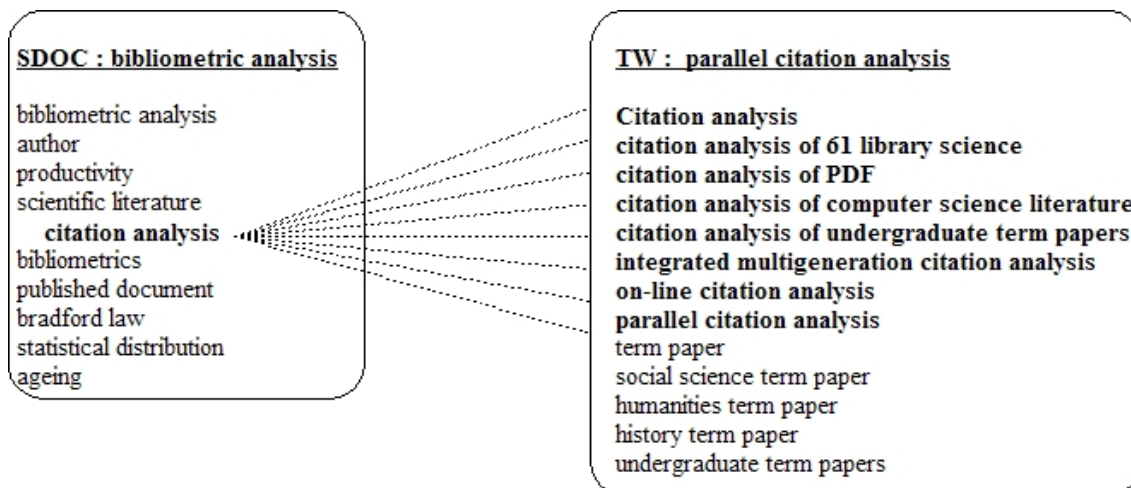 SDOC : bibliometric analysis
bibliometric analysis
author
productivity
scientific literature
citation analysis
bibliometrics
published document
bradford law
statistical distribution
ageing
TW : parallel citation analysis
Citation analysis
citation analysis of 61 library science
citation analysis of PDF
citation analysis of computer science literature
citation analysis of undergraduate term papers
integrated multigeneration citation analysis
on-line citation analysis
parallel citation analysis
term paper
social science term paper
humanities term paper
history term paper
undergraduate term papers